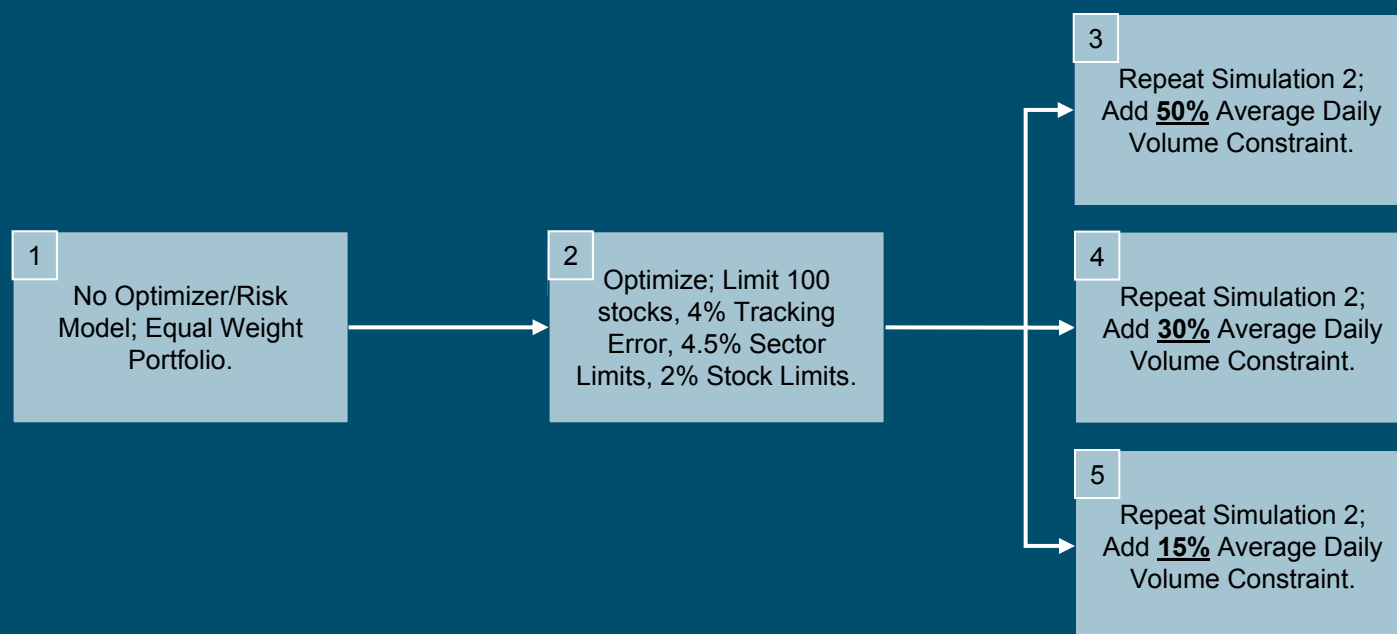 1
No Optimizer/Risk
Model; Equal Weight
Portfolio.
2
Optimize; Limit 100
stocks, 4% Tracking
Error, 4.5% Sector
Limits, 2% Stock Limits.
3
Repeat Simulation 2;
Add 50% Average Daily
Volume Constraint.
4
Repeat Simulation 2;
Add 30% Average Daily
Volume Constraint.
5
Repeat Simulation 2;
Add 15% Average Daily
Volume Constraint.